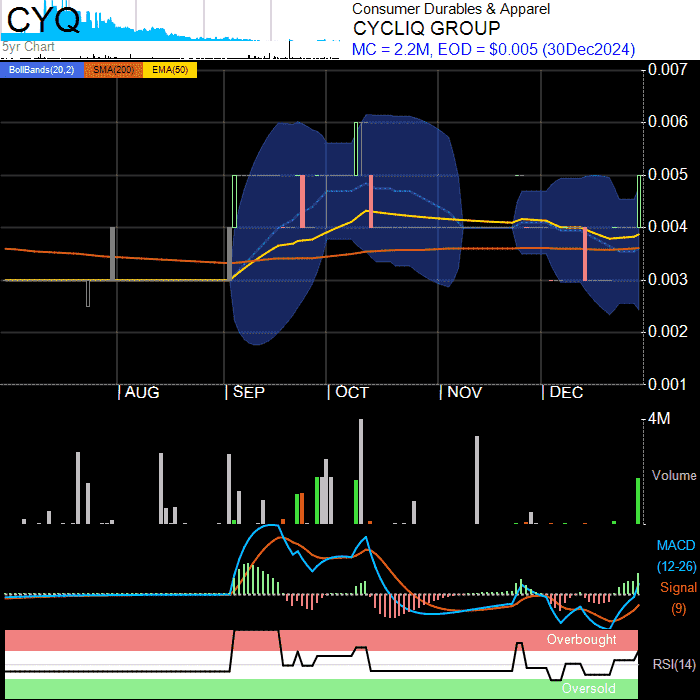 CYQ
5yr Chart
Consumer Durables & Apparel
CYCLIQ GROUP
MC = 2.2M, EOD = $0.005 (30Dec2024)
BollBands(20,2) SMA(200) EMA(50)
0.007
0.006
0.005
0.004
0.003
0.002
0.001
AUG SEP OCT NOV DEC
4M
Volume
MACD
(12-26)
Signal
(9)
Overbought
RSI(14)
Oversold